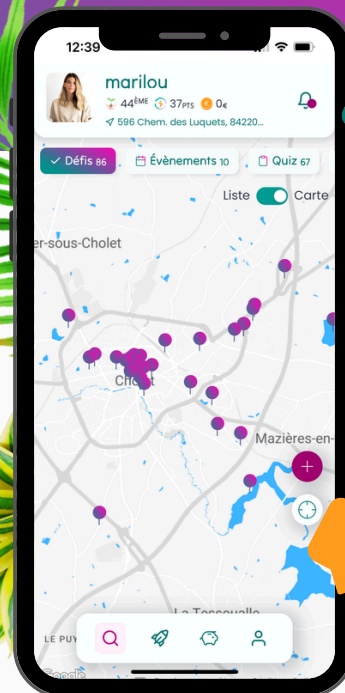 12:39
marilou
44ÈME 37PTS 0€
596 Chem. des Luquets, 84220...
Défis 86 Évènements 10 Quiz 67
Liste Carte
er-sous-Cholet
Cholet
Mazières-en-
La Tessoualle
LE PUY
Google